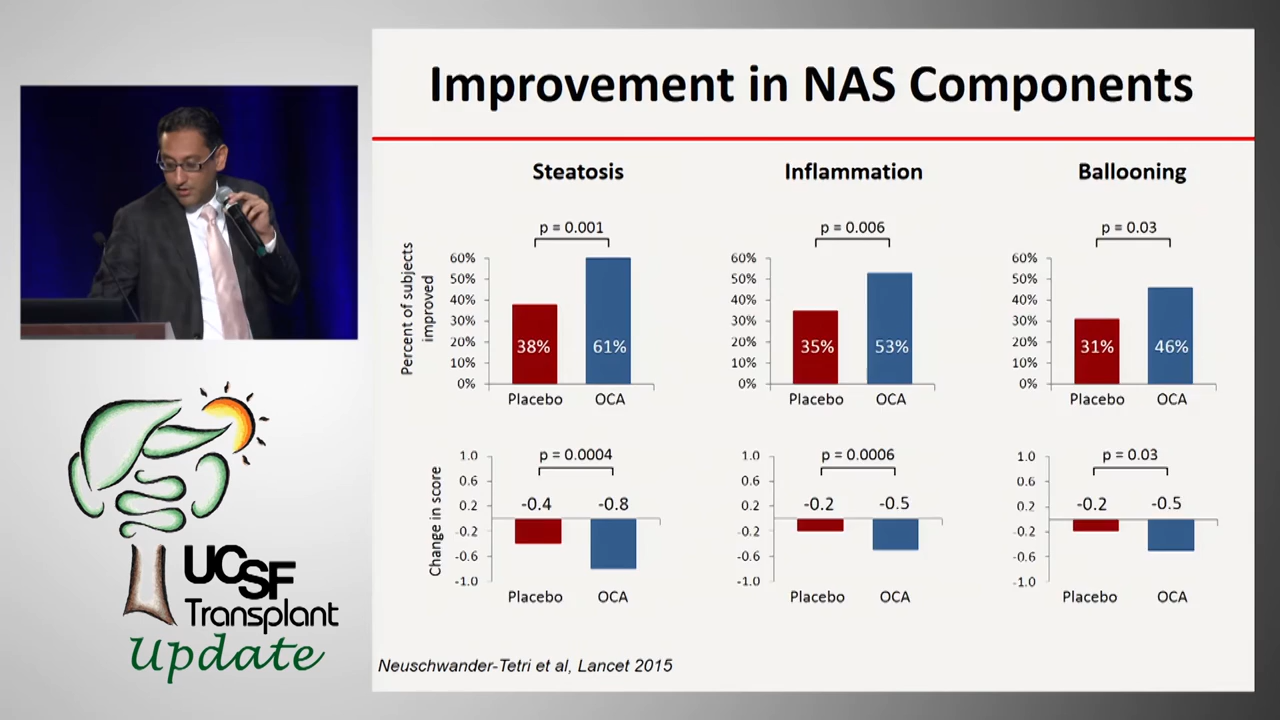 Improvement in NAS Components
Steatosis
Inflammation
Ballooning
p = 0.001
p = 0.006
p = 0.03
Percent of subjects
improved
60%
50%
40%
30%
20%
10%
0%
38%
61%
Placebo
OCA
60%
50%
40%
30%
20%
10%
0%
35%
53%
Placebo
OCA
60%
50%
40%
30%
20%
10%
0%
31%
46%
Placebo
OCA
p = 0.0004
p = 0.0006
p = 0.03
Change in score
1.0
0.6
0.2
-0.2
-0.6
-1.0
-0.4
-0.8
Placebo
OCA
1.0
0.6
0.2
-0.2
-0.6
-1.0
-0.2
-0.5
Placebo
OCA
1.0
0.6
0.2
-0.2
-0.6
-1.0
-0.2
-0.5
Placebo
OCA
Neuschwander-Tetri et al, Lancet 2015
UCSF
Transplant
Update